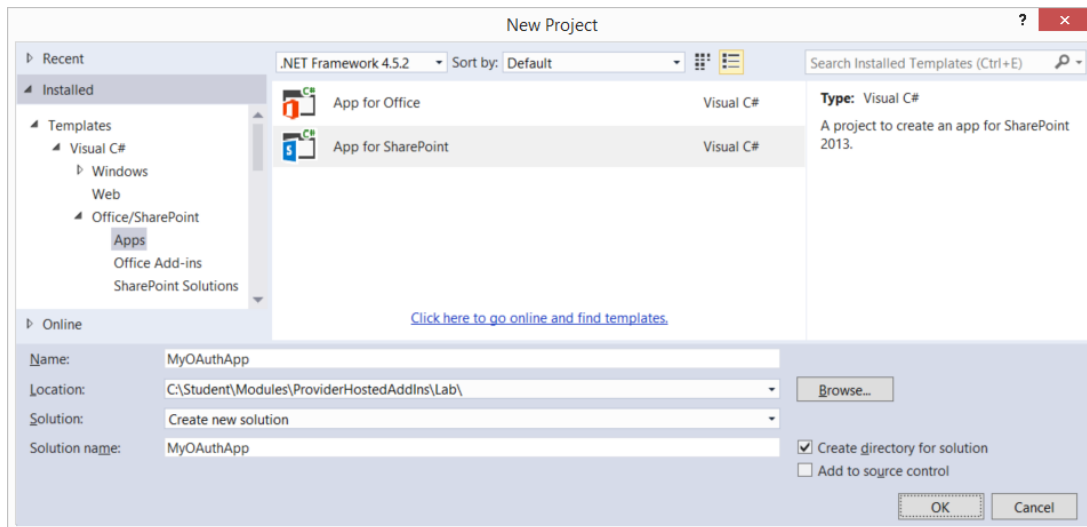 New Project
?
Recent
.NET Framework 4.5.2
Sort by: Default
Search Installed Templates (Ctrl+E)
Installed
Templates
Visual C#
Windows
Web
Office/SharePoint
Apps
Office Add-ins
SharePoint Solutions
Online
C#
App for Office
Visual C#
C#
S
App for SharePoint
Visual C#
Click here to go online and find templates.
Type: Visual C#
A project to create an app for SharePoint
2013.
Name:
MyOAuthApp
Location:
C:\Student\Modules\ProviderHostedAddIns\Lab\
Browse...
Solution:
Create new solution
Solution name:
MyOAuthApp
Create directory for solution
Add to source control
OK
Cancel